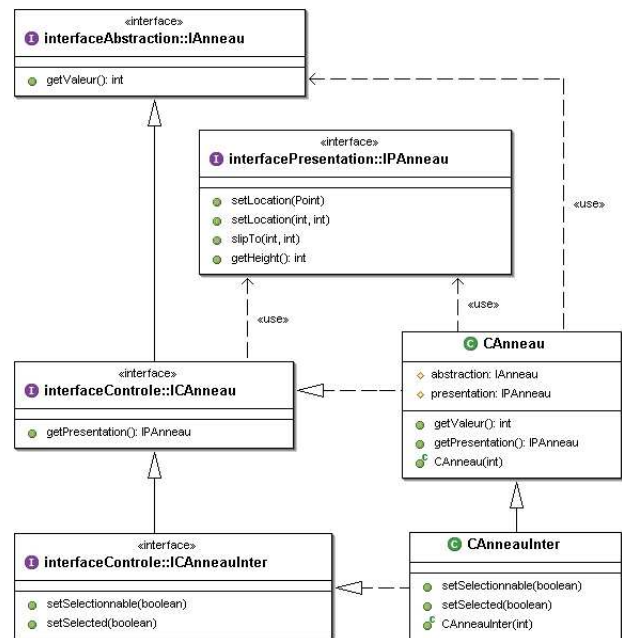 «interface»
I interfaceAbstraction::IAnneau
getValeur(): int
«interface»
I interfacePresentation::IPAnneau
setLocation(Point)
setLocation(int, int)
slipTo(int, int)
getHeight(): int
«use»
«use»
«use»
C CAnneau
abstraction: IAnneau
presentation: IPAnneau
getValeur(): int
getPresentation(): IPAnneau
C CAnneau(int)
«interface»
I interfaceControle::ICAnneau
getPresentation(): IPAnneau
«interface»
I interfaceControle::ICAnneauInter
setSelectionnable(boolean)
setSelected(boolean)
C CAnneauInter
setSelectionnable(boolean)
setSelected(boolean)
C CAnneauInter(int)